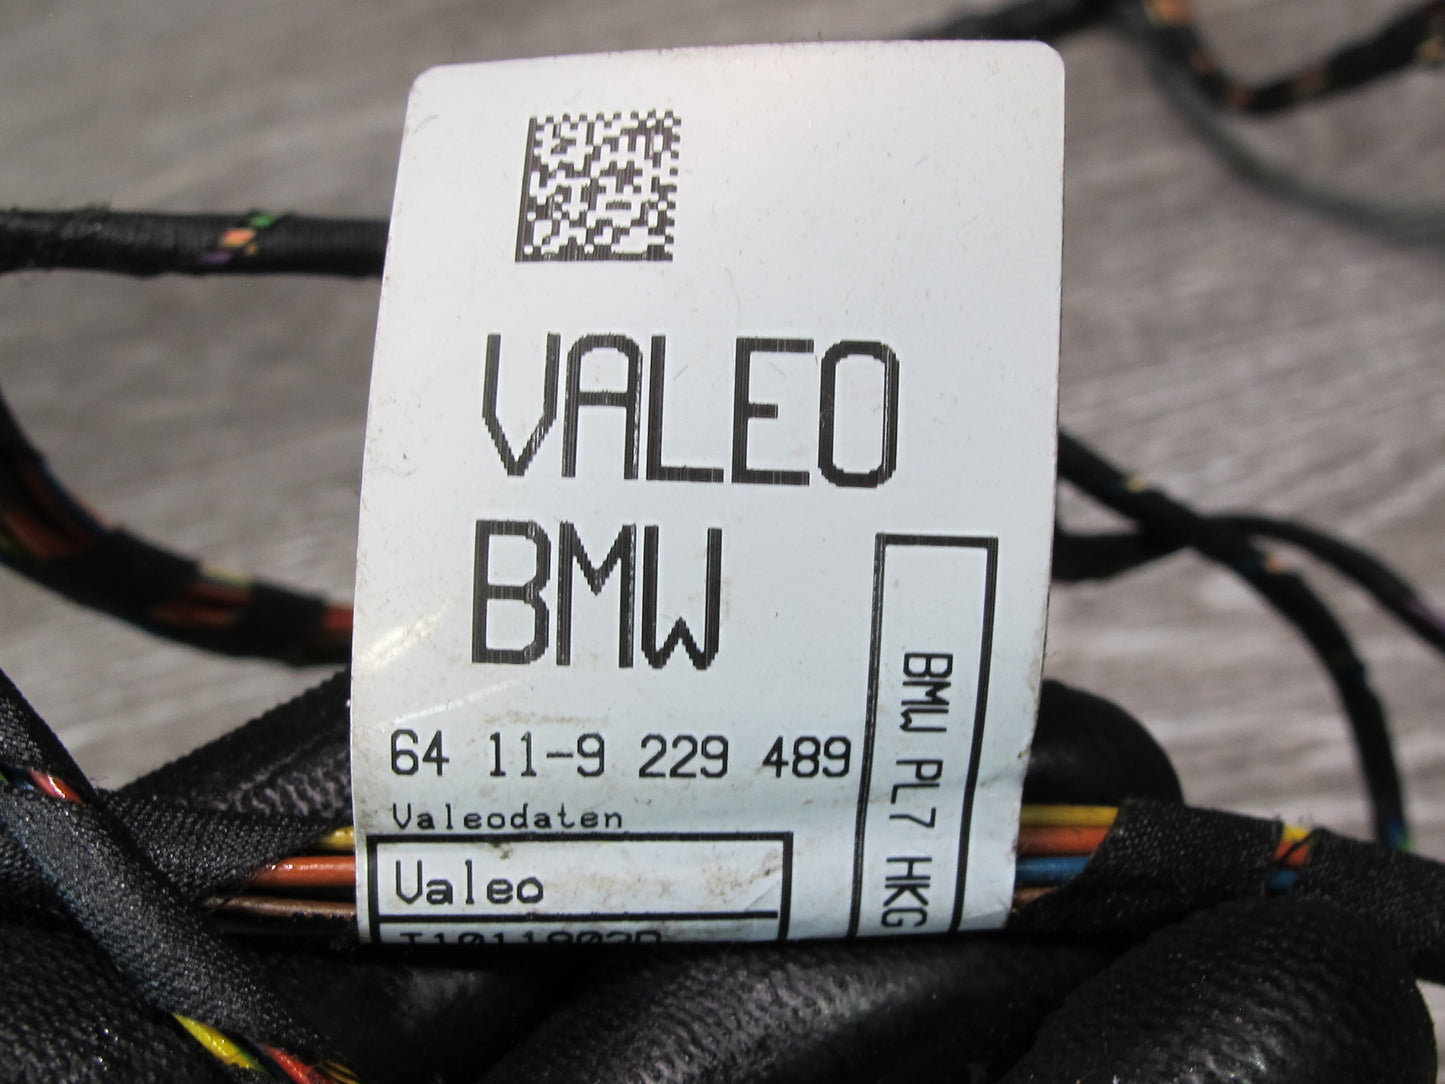 VALEO
BMW
64 11-9 229 489
Valeodaten
Valeo
BMW PL7 HKG